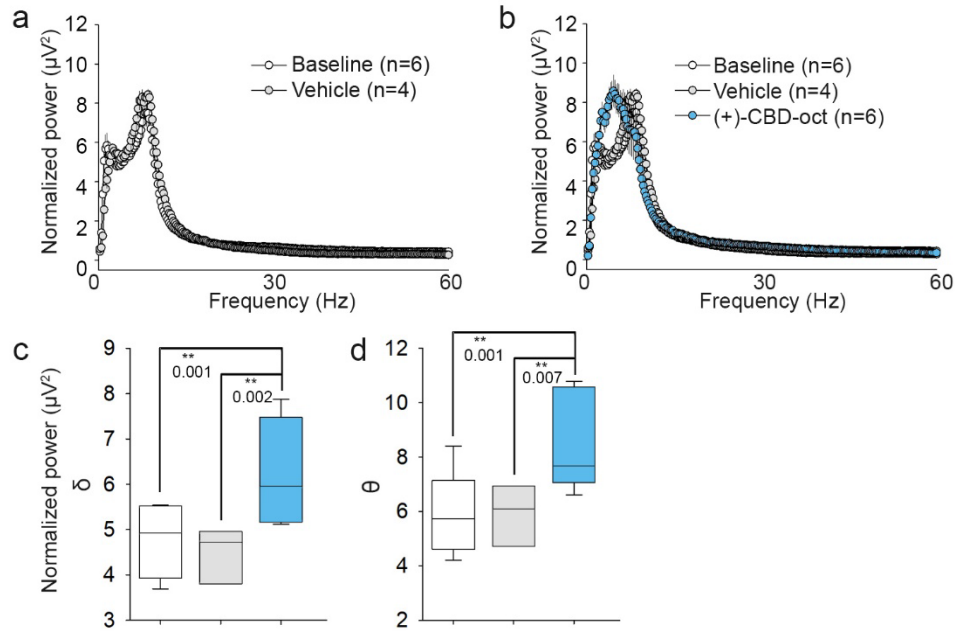 a
Normalized power (µV²)
12
10
8
6
4
2
0
0
30
60
Frequency (Hz)
Baseline (n=6)
Vehicle (n=4)
b
Normalized power (µV²)
12
10
8
6
4
2
0
0
30
60
Frequency (Hz)
Baseline (n=6)
Vehicle (n=4)
(+)-CBD-oct (n=6)
c
Normalized power (µV²)
δ
9
8
7
6
5
4
3
**
0.001
**
0.002
d
θ
12
10
8
6
4
2
**
0.001
**
0.007